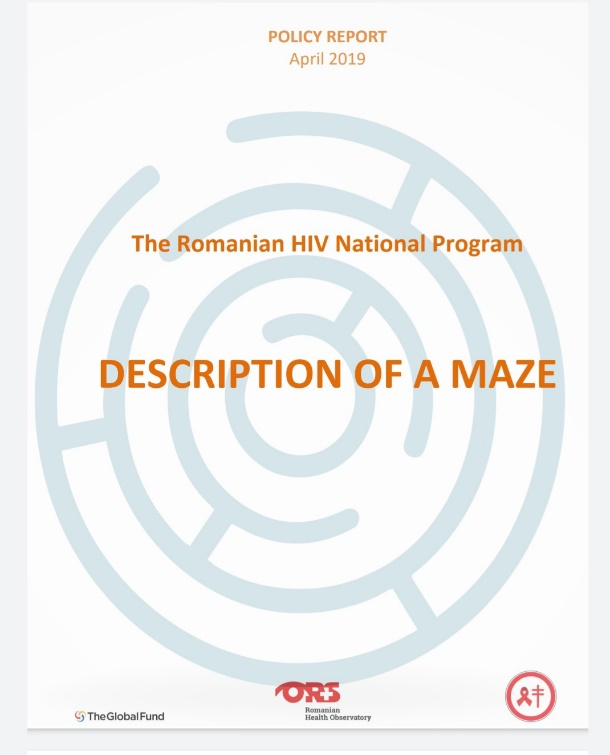 POLICY REPORT
April 2019
The Romanian HIV National Program
DESCRIPTION OF A MAZE
TheGlobalFund
ORS
Romanian
Health Observatory